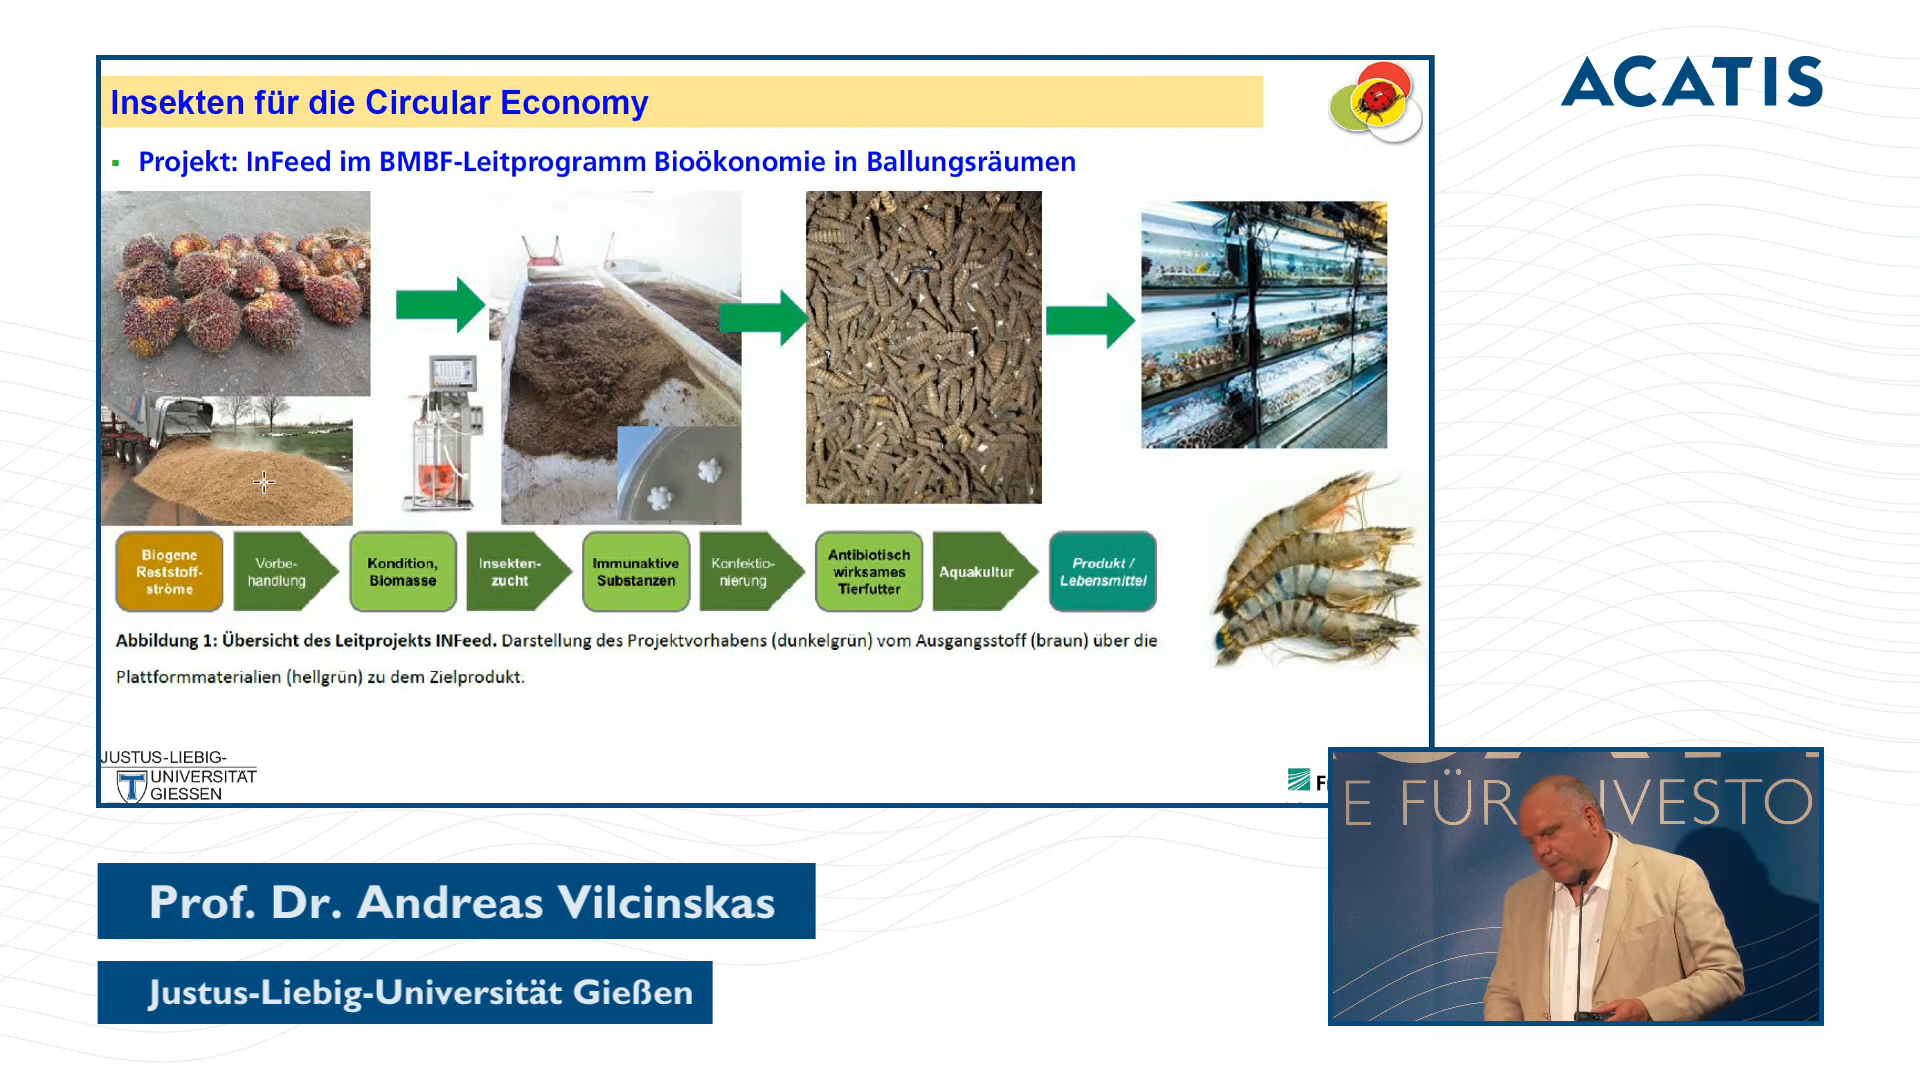 ACATIS
Insekten für die Circular Economy
▪ Projekt: InFeed im BMBF-Leitprogramm Bioökonomie in Ballungsräumen
Biogene
Reststoff-
ströme
Vorbe-
handlung
Kondition,
Biomasse
Insekten-
zucht
Immunaktive
Substanzen
Konfektio-
nierung
Antibiotisch
wirksames
Tierfutter
Aquakultur
Produkt /
Lebensmittel
Abbildung 1: Übersicht des Leitprojekts INFeed. Darstellung des Projektvorhabens (dunkelgrün) vom Ausgangsstoff (braun) über die
Plattformmaterialien (hellgrün) zu dem Zielprodukt.
JUSTUS-LIEBIG-
UNIVERSITÄT
GIESSEN
E FÜR
Prof. Dr. Andreas Vilcinskas
Justus-Liebig-Universität Gießen